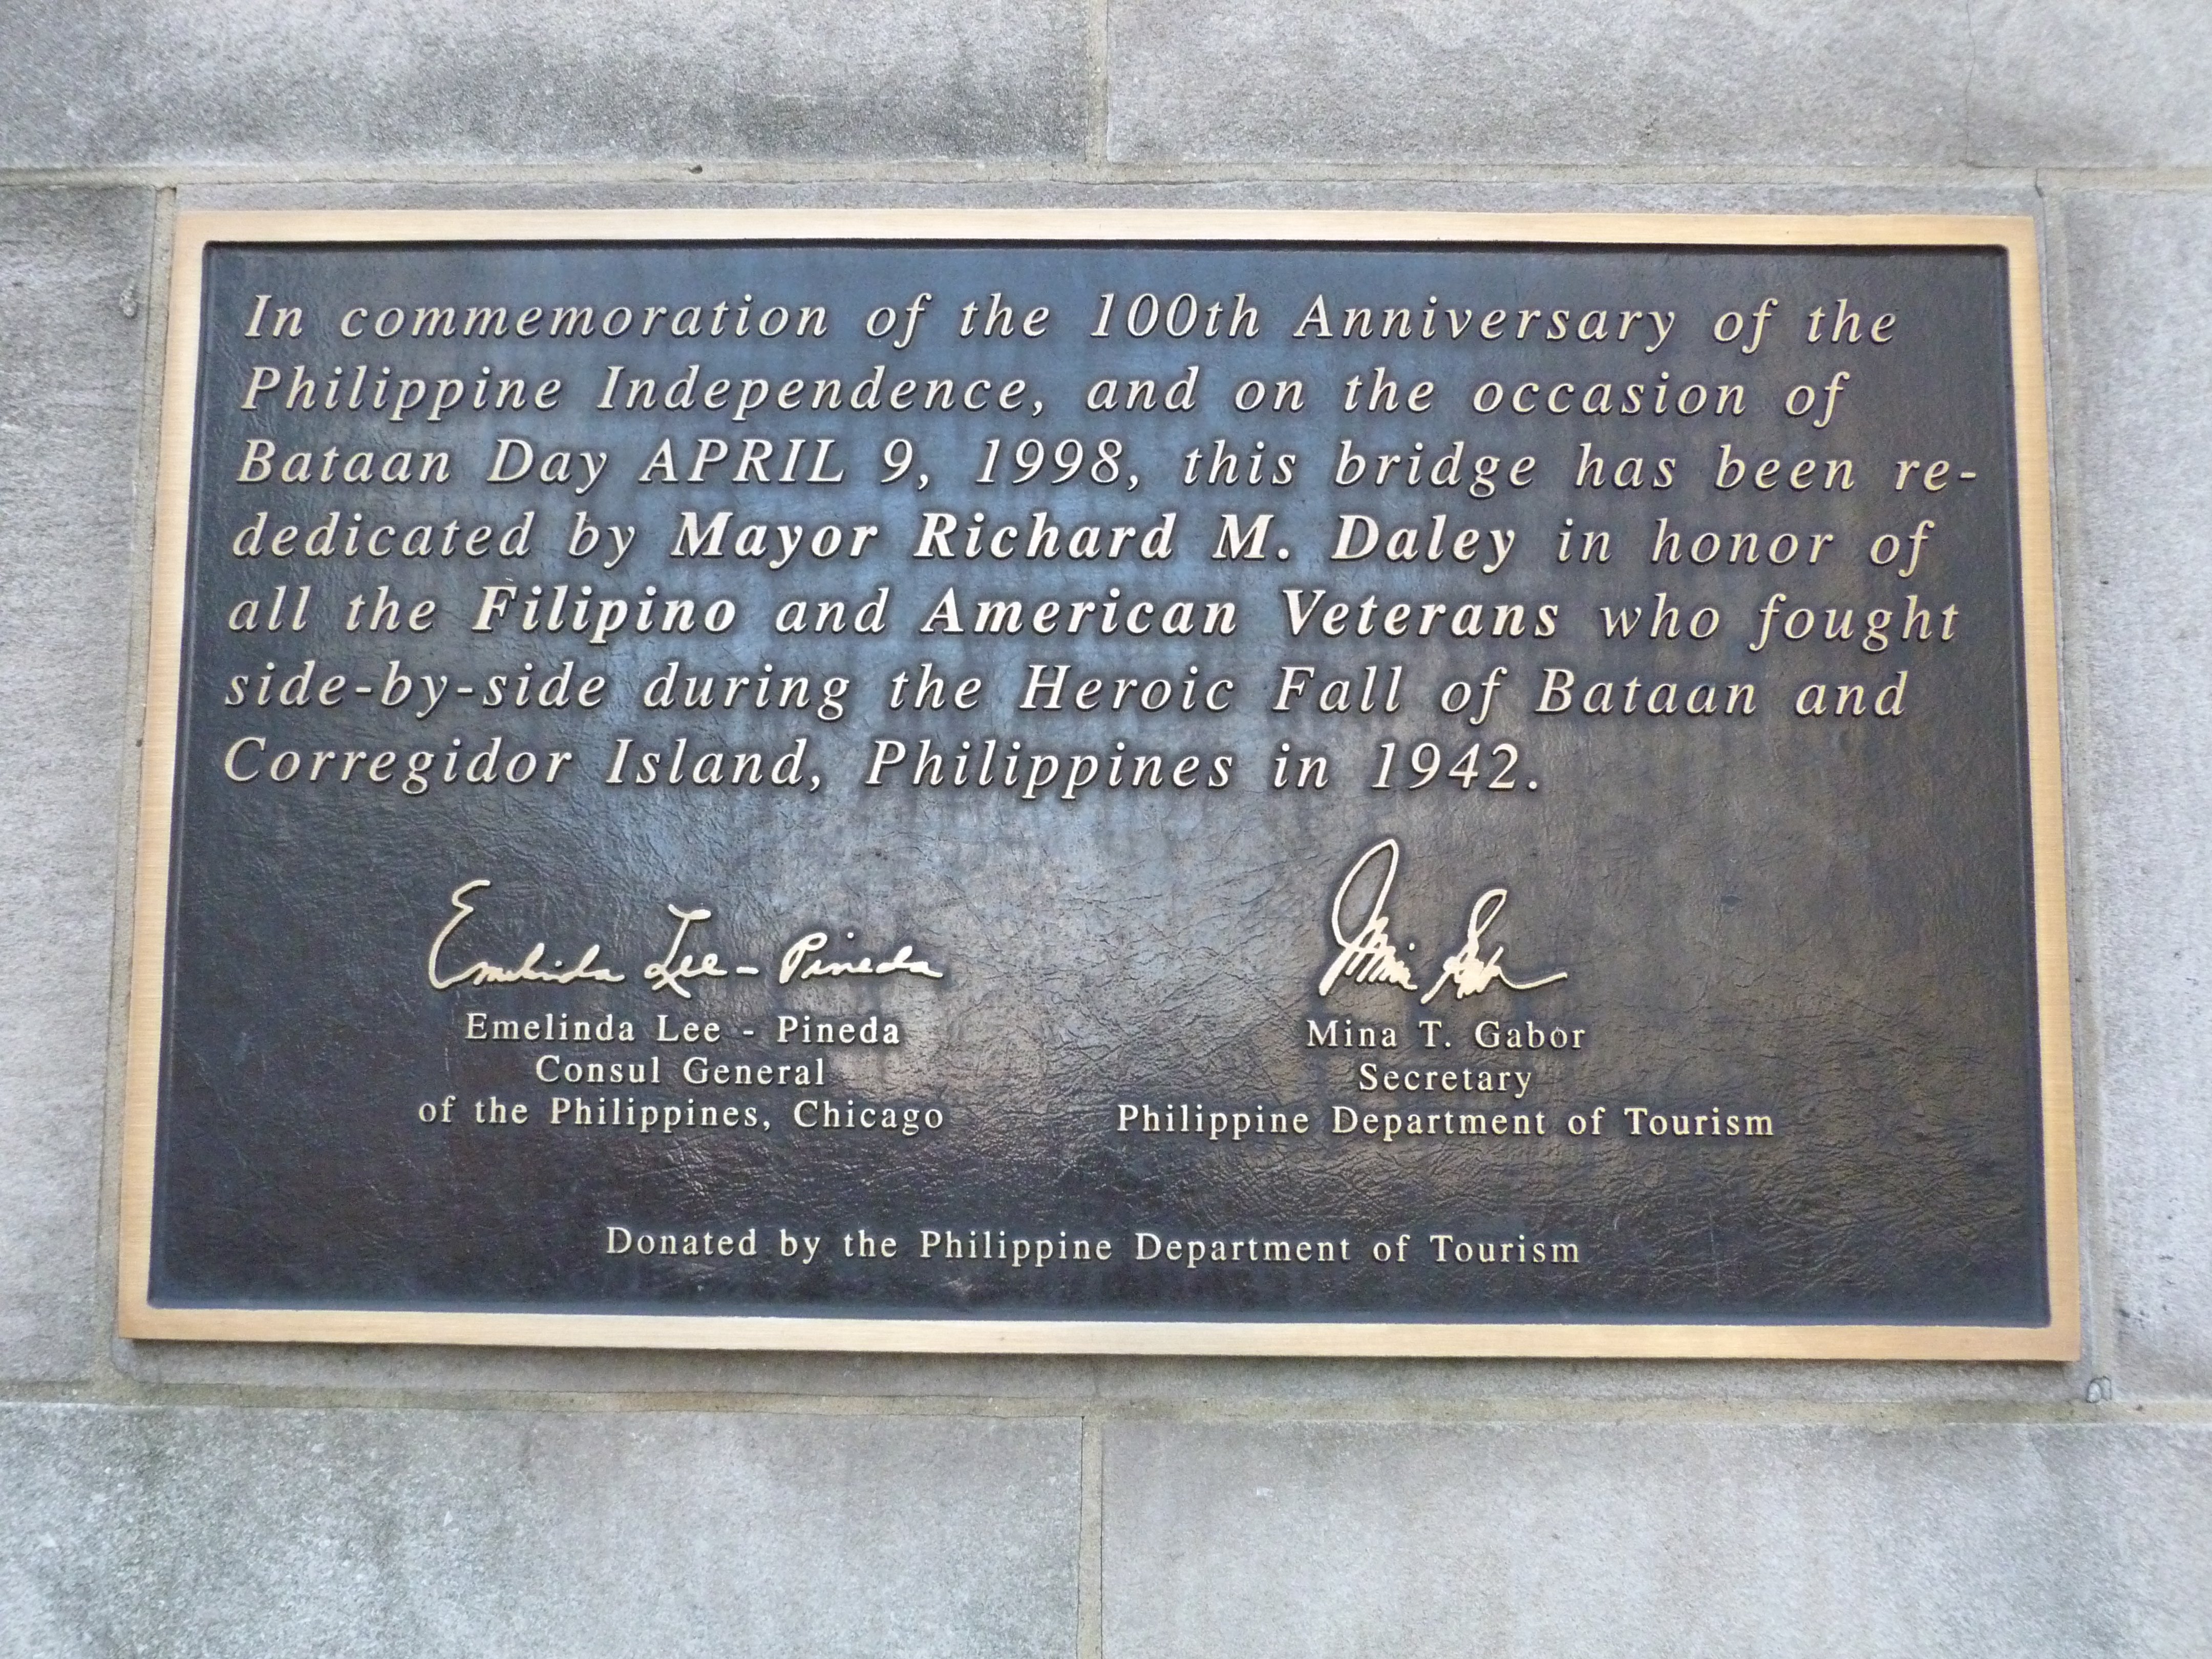 In commemoration of the 100th Anniversary of the
Philippine Independence, and on the occasion of
Bataan Day APRIL 9, 1998, this bridge has been re-
dedicated by Mayor Richard M. Daley in honor of
all the Filipino and American Veterans who fought
side-by-side during the Heroic Fall of Bataan and
Corregidor Island, Philippines in 1942.
Emelinda Lee - Pineda
Emelinda Lee - Pineda
Consul General
of the Philippines, Chicago
Mina T. Gabor
Secretary
Philippine Department of Tourism
Donated by the Philippine Department of Tourism